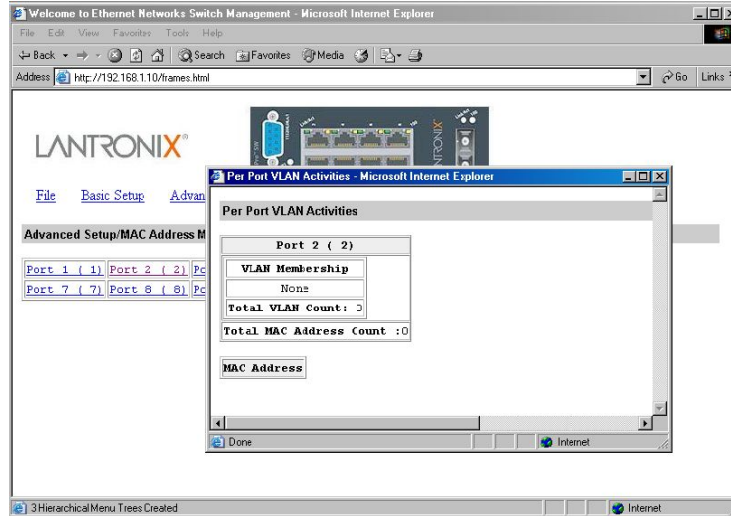 Welcome to Ethernet Networks Switch Management - Microsoft Internet Explorer
File Edit View Favorites Tools Help
Back Search Favorites Media
Address http://192.168.1.10/frames.html Go Links
LANTRONIX®
File Basic Setup Advan
Advanced Setup/MAC Address M
Port 1 ( 1) Port 2 ( 2) Po
Port 7 ( 7) Port 8 ( 8) Po
Per Port VLAN Activities - Microsoft Internet Explorer
Per Port VLAN Activities
Port 2 ( 2)
VLAN Membership
None
Total VLAN Count: 0
Total MAC Address Count :0
MAC Address
Done Internet
3 Hierarchical Menu Trees Created Internet